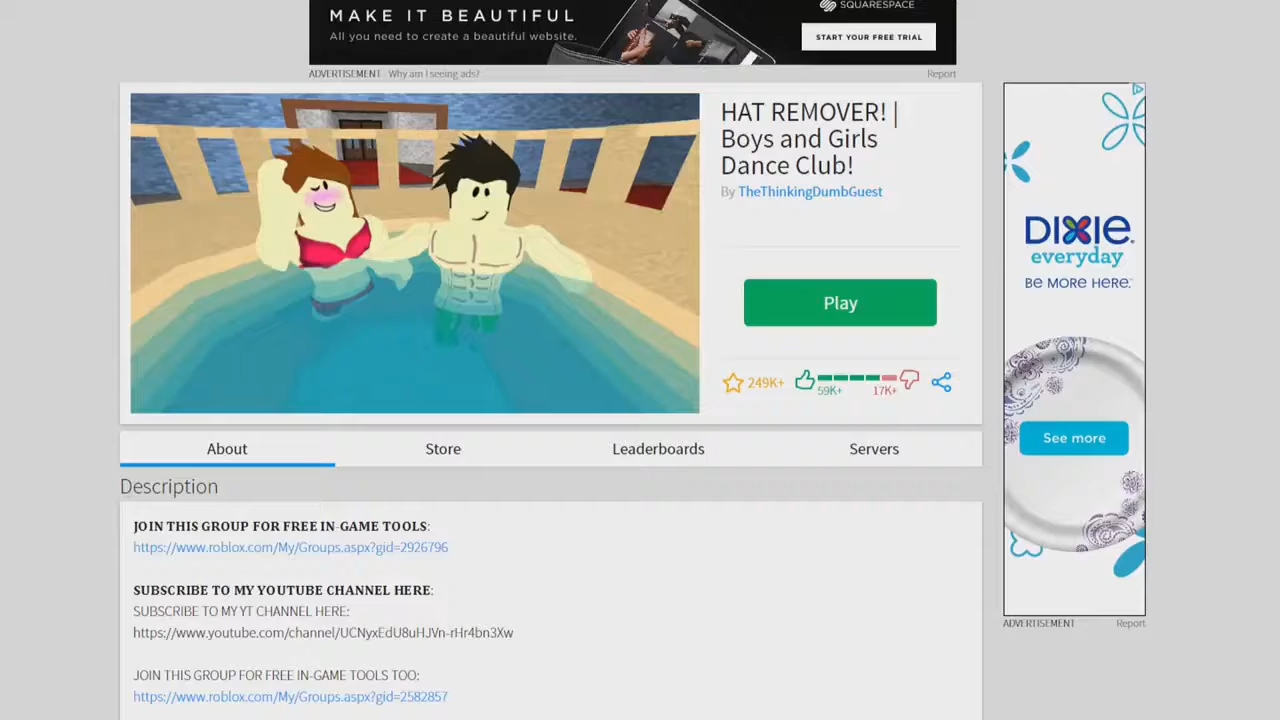 MAKE IT BEAUTIFUL
All you need to create a beautiful website.
SQUARESPACE
START YOUR FREE TRIAL
ADVERTISEMENT Why am I seeing ads?
Report
HAT REMOVER! |
Boys and Girls
Dance Club!
By TheThinkingDumbGuest
Play
249K+
59K+
17K+
About
Store
Leaderboards
Servers
Description
JOIN THIS GROUP FOR FREE IN-GAME TOOLS:
https://www.roblox.com/My/Groups.aspx?gid=2926796
SUBSCRIBE TO MY YOUTUBE CHANNEL HERE:
SUBSCRIBE TO MY YT CHANNEL HERE:
https://www.youtube.com/channel/UCNyxEdU8uHJVn-rHr4bn3Xw
JOIN THIS GROUP FOR FREE IN-GAME TOOLS TOO:
https://www.roblox.com/My/Groups.aspx?gid=2582857
DIXIE
everyday
BE MORE HERE.™
See more
ADVERTISEMENT
Report